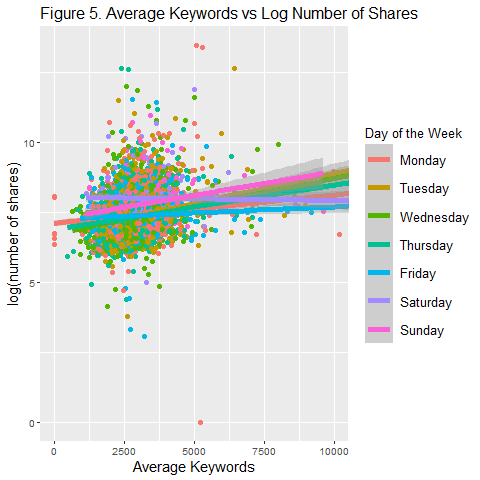 Figure 5. Average Keywords vs Log Number of Shares
log(number of shares)
10
5
0
0 2500 5000 7500 10000
Average Keywords
Day of the Week
Monday
Tuesday
Wednesday
Thursday
Friday
Saturday
Sunday